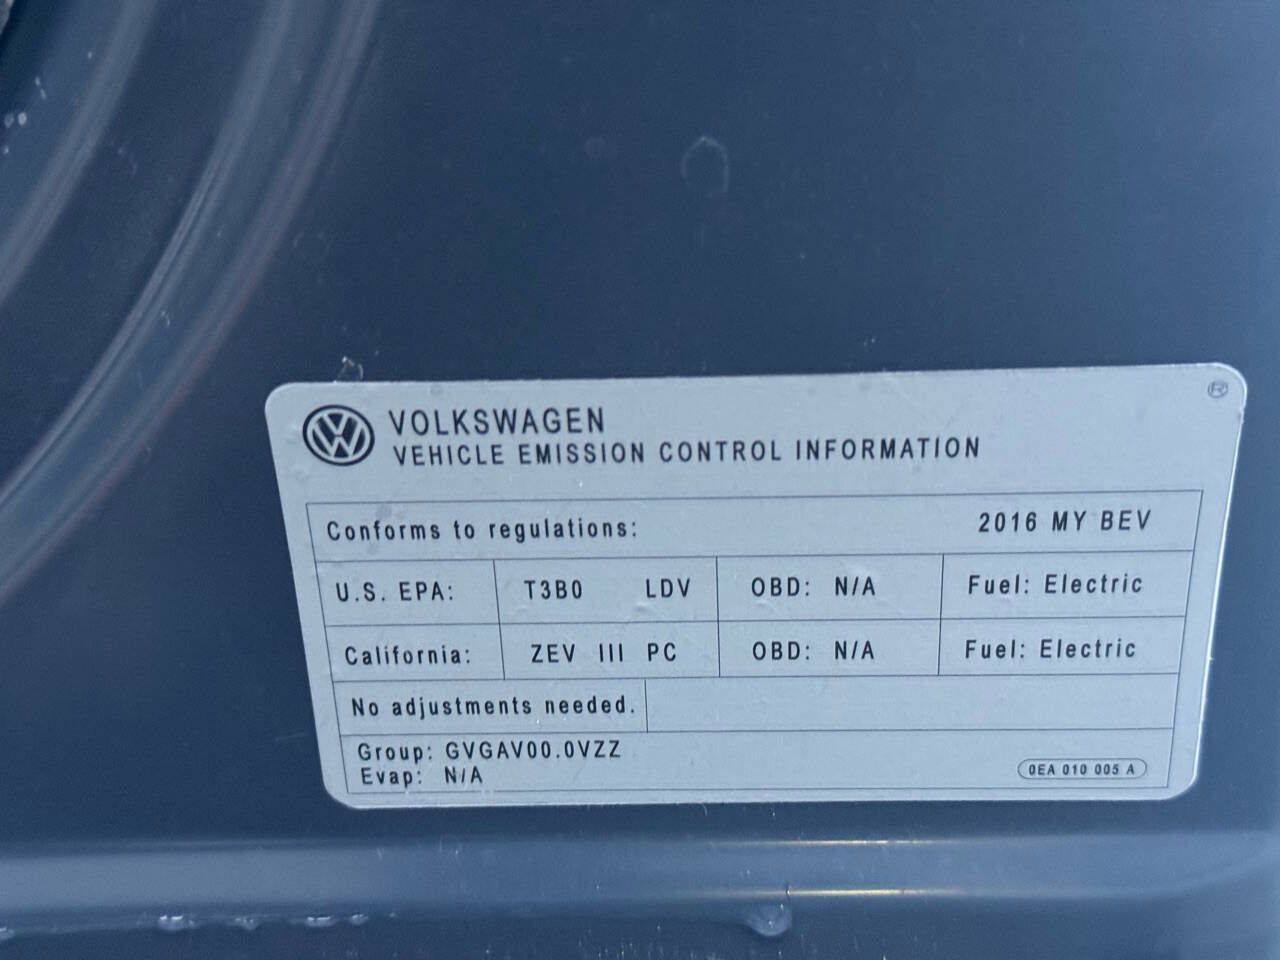 VOLKSWAGEN
VEHICLE EMISSION CONTROL INFORMATION
®
Conforms to regulations: 2016 MY BEV
U.S. EPA: T3B0 LDV OBD: N/A Fuel: Electric
California: ZEV III PC OBD: N/A Fuel: Electric
No adjustments needed.
Group: GVGAV00.0VZZ
Evap: N/A
0EA 010 005 A